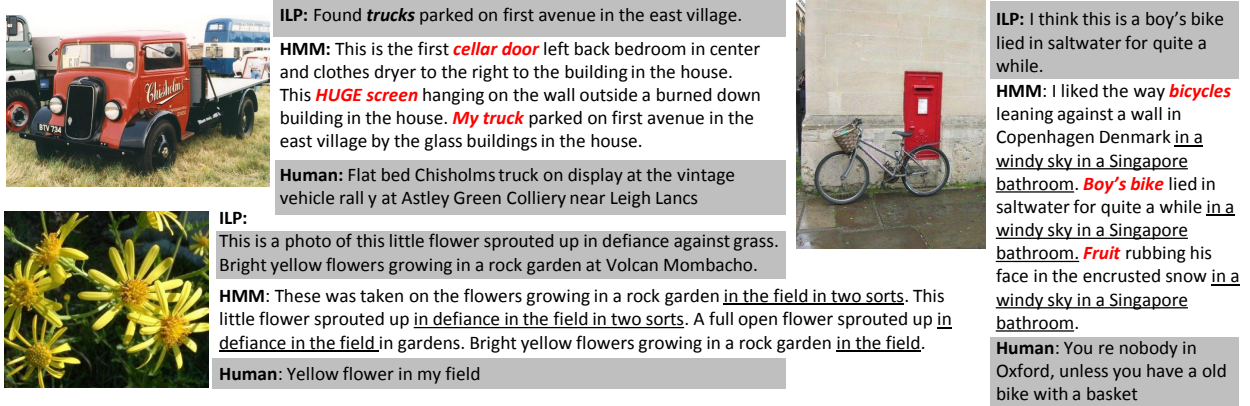 ILP: Found trucks parked on first avenue in the east village.
HMM: This is the first cellar door left back bedroom in center
and clothes dryer to the right to the building in the house.
This HUGE screen hanging on the wall outside a burned down
building in the house. My truck parked on first avenue in the
east village by the glass buildings in the house.
Human: Flat bed Chisholms truck on display at the vintage
vehicle rall y at Astley Green Colliery near Leigh Lancs
Chisholms
BTV 734
ILP:
This is a photo of this little flower sprouted up in defiance against grass.
Bright yellow flowers growing in a rock garden at Volcan Mombacho.
HMM: These was taken on the flowers growing in a rock garden in the field in two sorts. This
little flower sprouted up in defiance in the field in two sorts. A full open flower sprouted up in
defiance in the field in gardens. Bright yellow flowers growing in a rock garden in the field.
Human: Yellow flower in my field
ILP: I think this is a boy's bike
lied in saltwater for quite a
while.
HMM: I liked the way bicycles
leaning against a wall in
Copenhagen Denmark in a
windy sky in a Singapore
bathroom. Boy's bike lied in
saltwater for quite a while in a
windy sky in a Singapore
bathroom. Fruit rubbing his
face in the encrusted snow in a
windy sky in a Singapore
bathroom.
Human: You re nobody in
Oxford, unless you have a old
bike with a basket